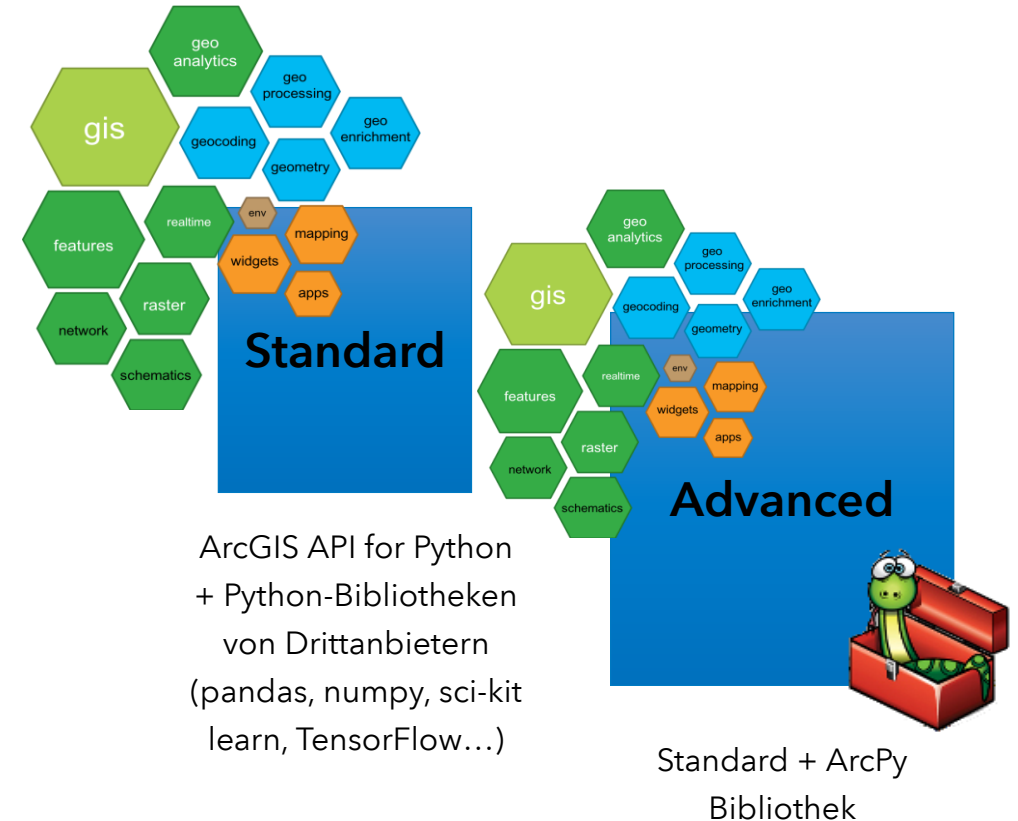 geo
analytics
geo
processing
geo
enrichment
gis
geocoding
geometry
realtime
env
mapping
features
widgets
raster
apps
network
schematics
Standard
ArcGIS API for Python
+ Python-Bibliotheken
von Drittanbietern
(pandas, numpy, sci-kit
learn, TensorFlow…)
geo
analytics
geo
processing
geo
enrichment
gis
geocoding
geometry
realtime
env
mapping
features
widgets
raster
apps
network
schematics
Advanced
Standard + ArcPy
Bibliothek